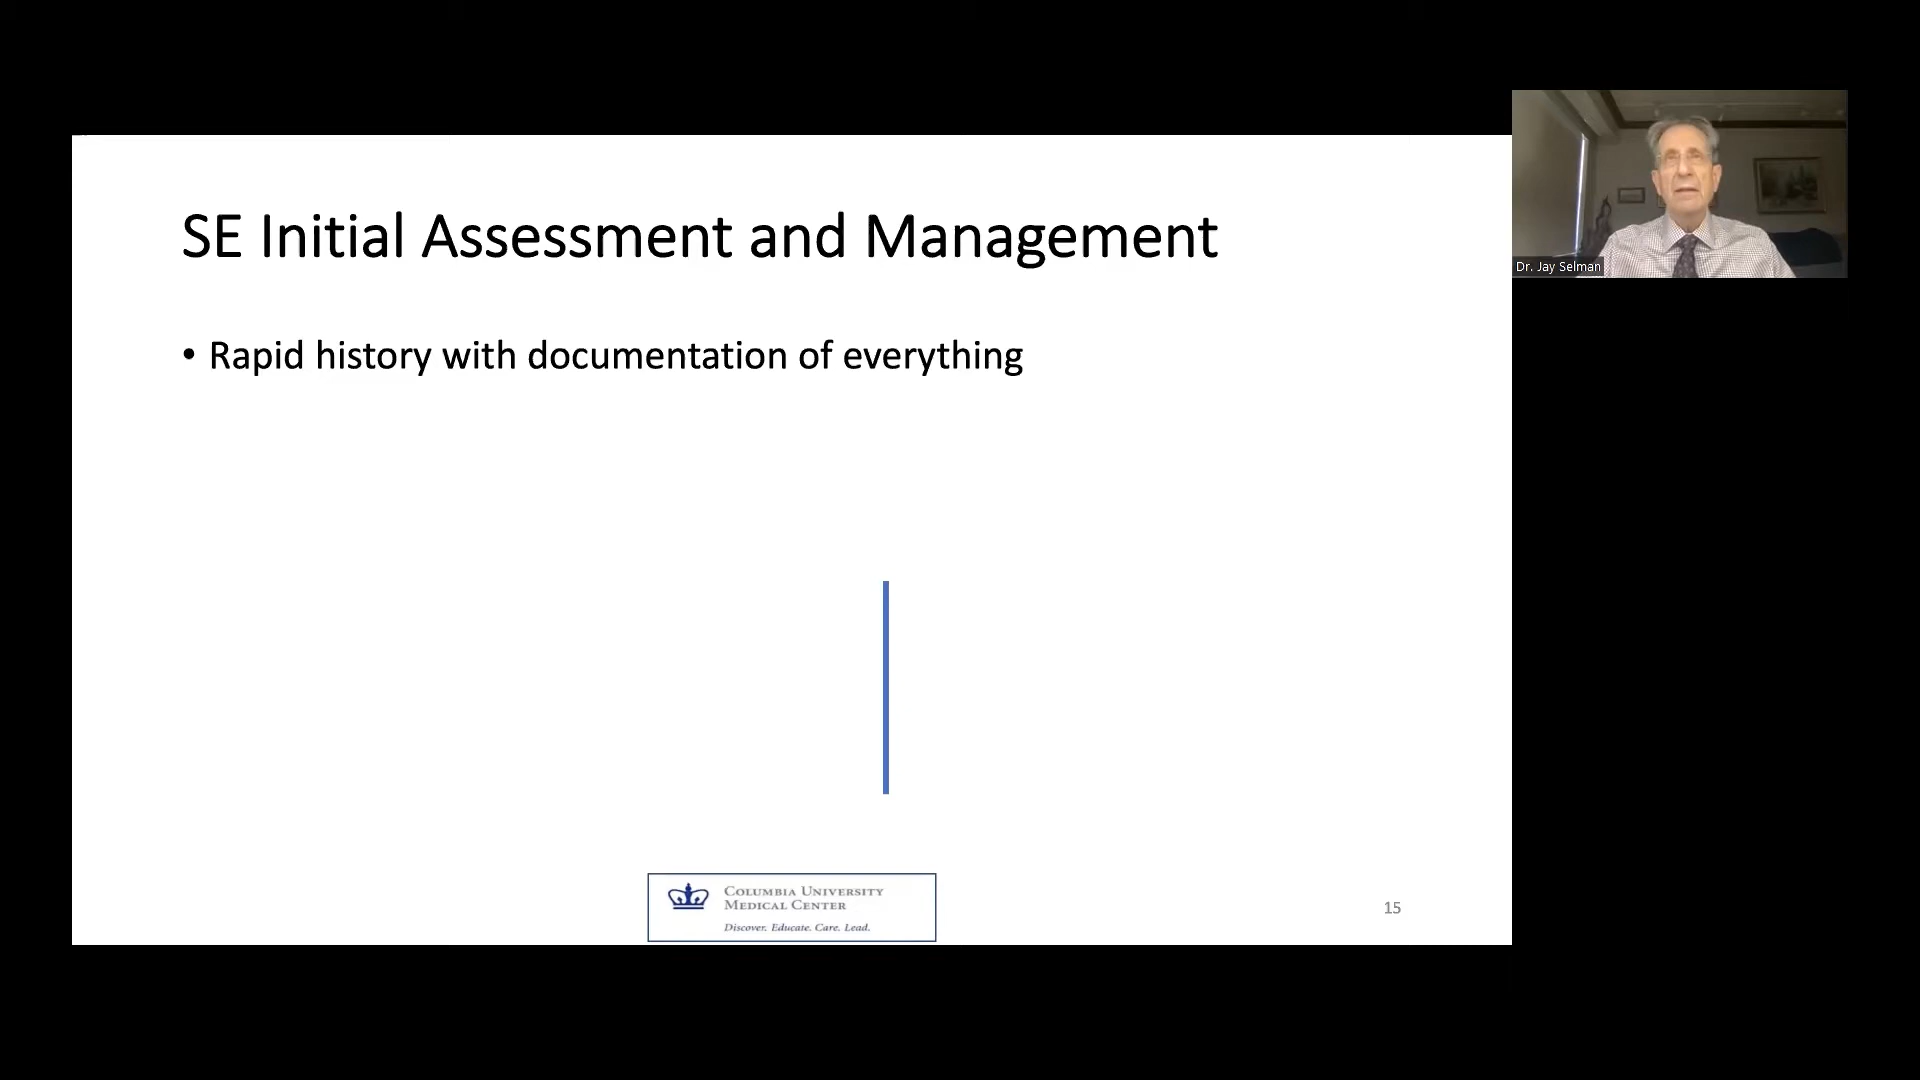 SE Initial Assessment and Management
• Rapid history with documentation of everything
Dr. Jay Selman
COLUMBIA UNIVERSITY
MEDICAL CENTER
Discover. Educate. Care. Lead.
15